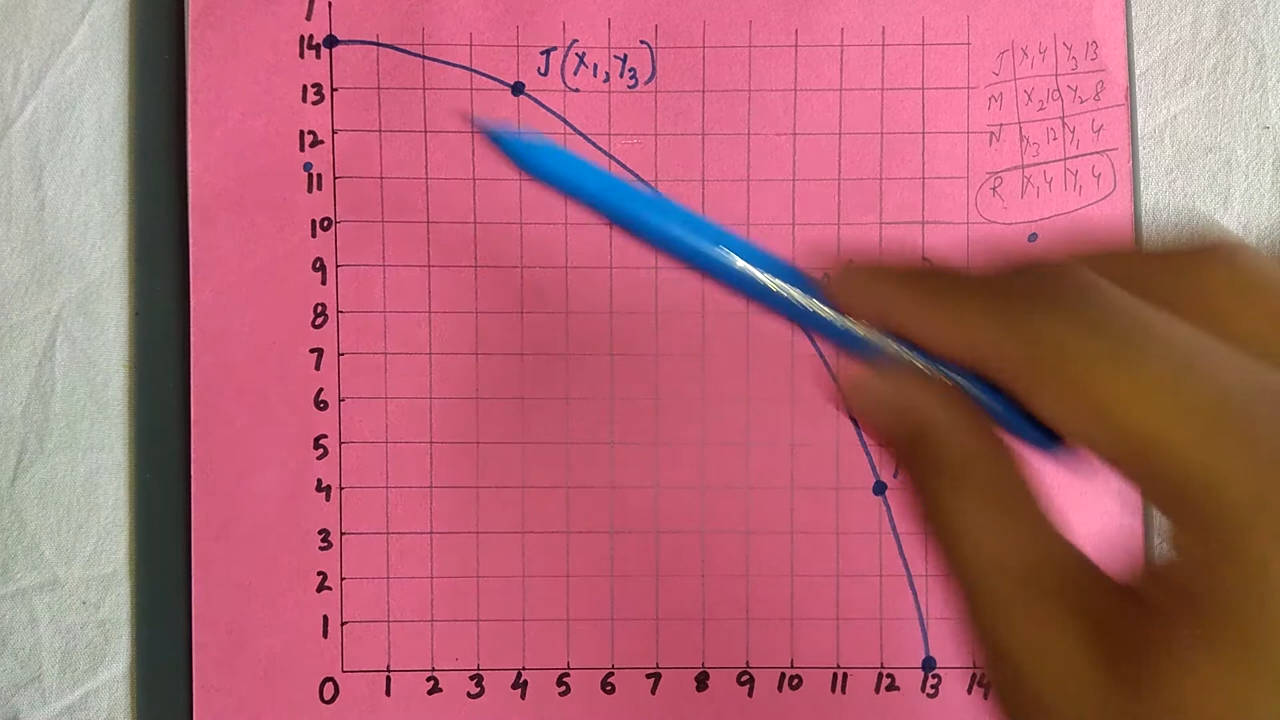 14
J(X1, Y3)
13
12
11
10
9
8
7
6
5
4
3
2
1
0 1 2 3 4 5 6 7 8 9 10 11 12 13 14
J X1 4 Y3 13
M X2 10 Y2 8
N X3 12 Y1 4
R X1 4 Y1 4